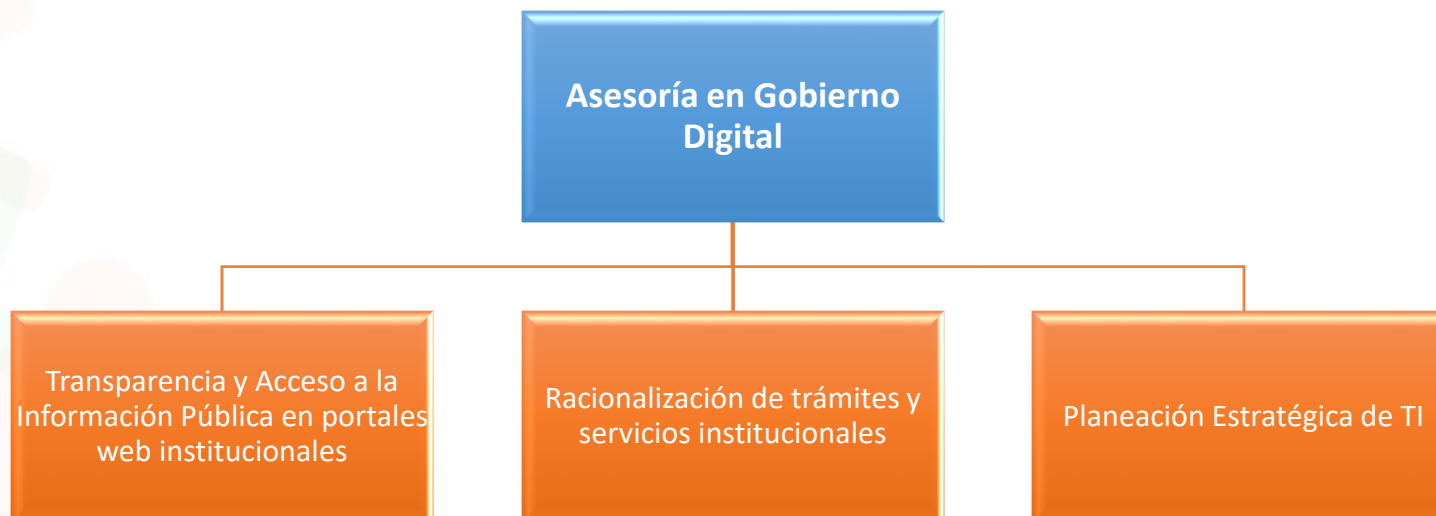 Asesoría en Gobierno
Digital
Transparencia y Acceso a la
Información Pública en portales
web institucionales
Racionalización de trámites y
servicios institucionales
Planeación Estratégica de TI